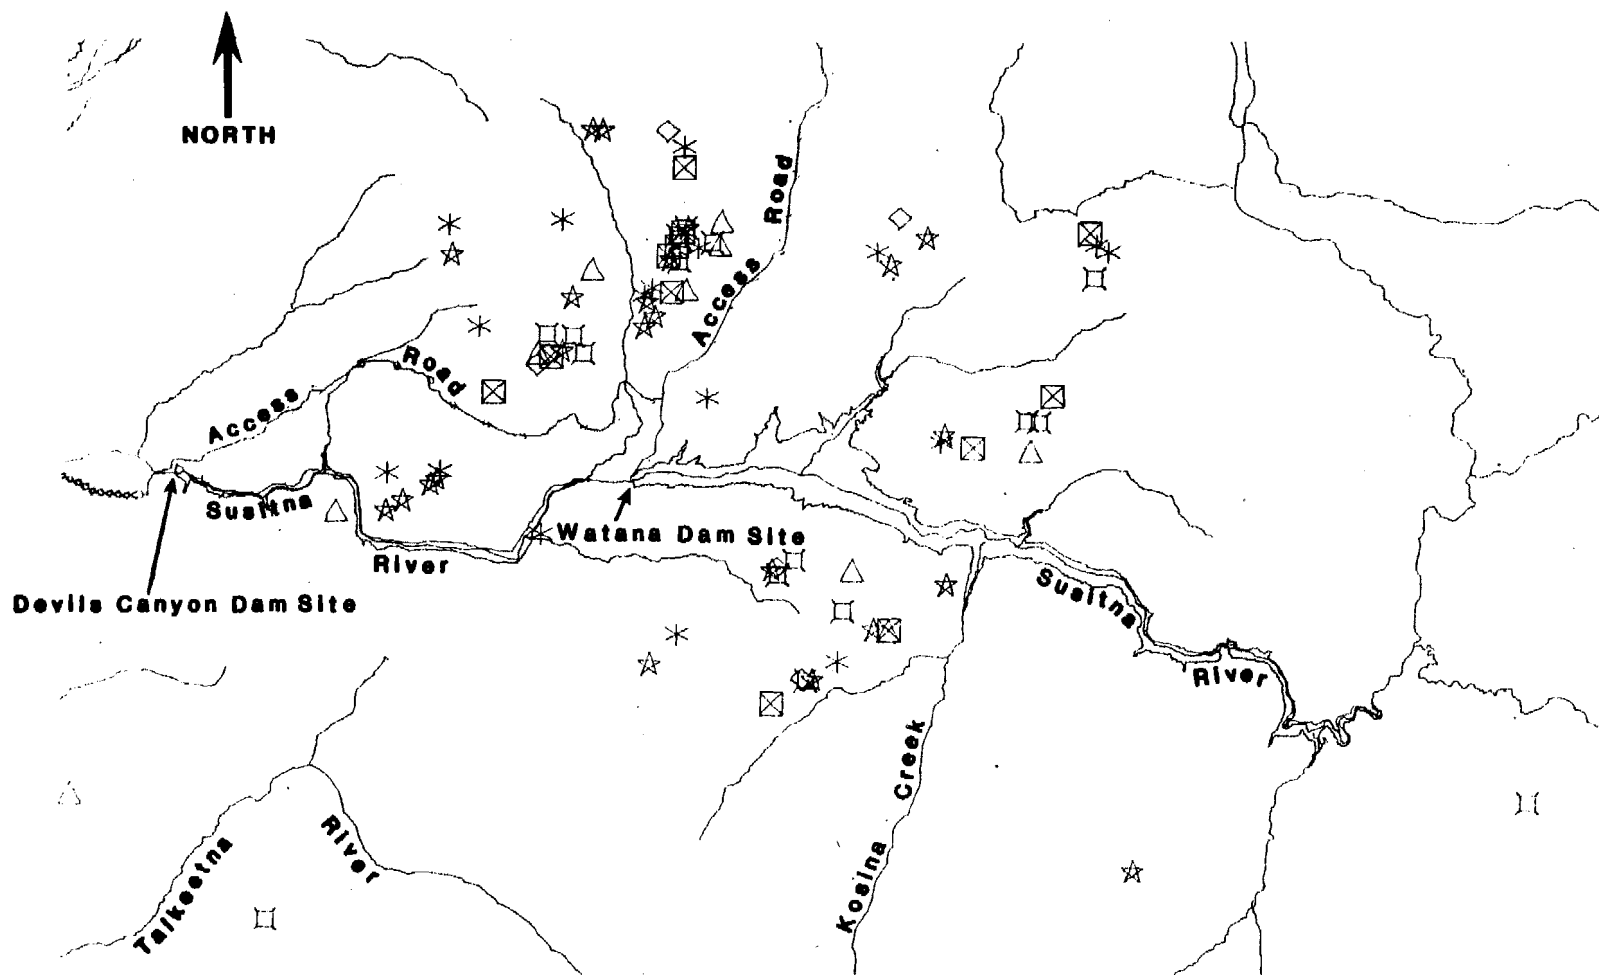 NORTH
Access Road
Access Road
Susitna
River
Watana Dam Site
Devils Canyon Dam Site
Susitna
River
Kosina Creek
Talkeetna
River